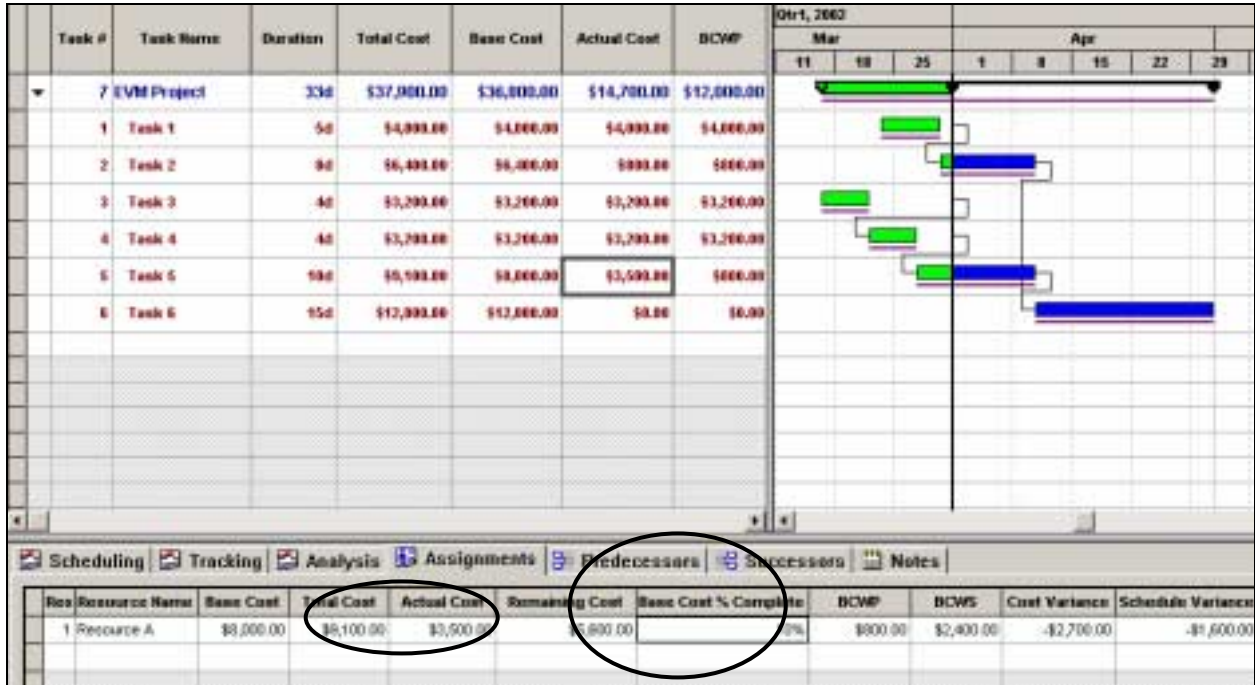 Qtr1, 2002
Task # Task Name Duration Total Cost Base Cost Actual Cost BCWP Mar Apr
11 18 25 1 8 15 22 29
7 EVM Project 33d $37,900.00 $36,800.00 $14,700.00 $12,000.00
1 Task 1 5d $4,000.00 $4,000.00 $4,000.00 $4,000.00
2 Task 2 8d $6,400.00 $6,400.00 $800.00 $800.00
3 Task 3 4d $3,200.00 $3,200.00 $3,200.00 $3,200.00
4 Task 4 4d $3,200.00 $3,200.00 $3,200.00 $3,200.00
5 Task 5 10d $9,100.00 $8,000.00 $3,500.00 $800.00
6 Task 6 15d $12,000.00 $12,000.00 $0.00 $0.00
Scheduling Tracking Analysis Assignments Predecessors Successors Notes
Res Resource Name Base Cost Total Cost Actual Cost Remaining Cost Base Cost % Complete BCWP BCWS Cost Variance Schedule Variance
1 Resource A $8,000.00 $9,100.00 $3,500.00 $5,600.00 $800.00 $2,400.00 -$2,700.00 -$1,600.00